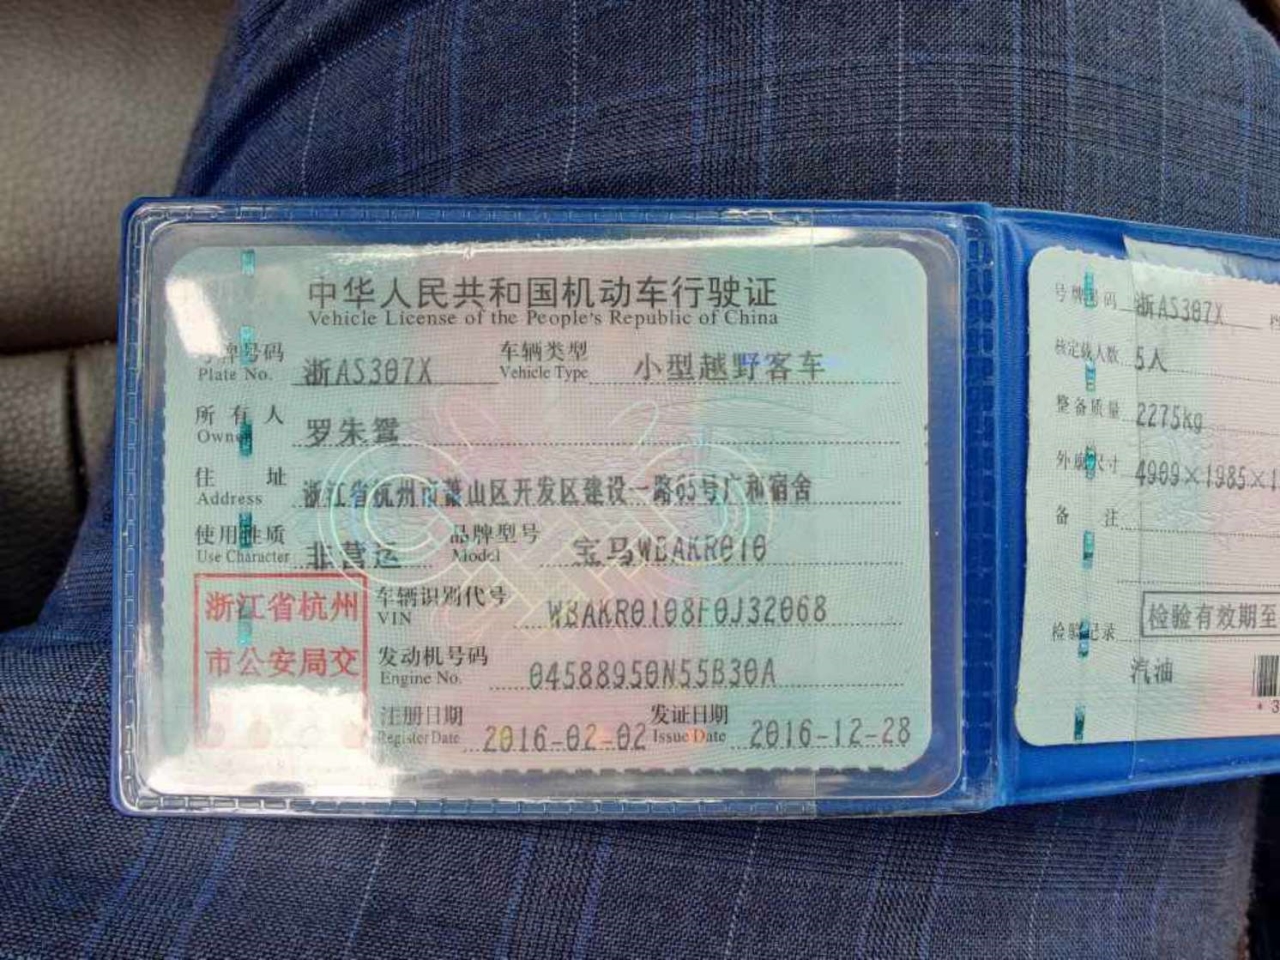 中华人民共和国机动车行驶证
Vehicle License of the People's Republic of China
号牌号码 浙AS307X 车辆类型 小型越野客车
Plate No. Vehicle Type
所有人 罗朱鸳
Owner
住址 浙江省杭州市萧山区开发区建设一路65号广和宿舍
Address
使用性质 非营运 品牌型号 宝马WBAKR010
Use Character Model
浙江省杭州
市公安局交
车辆识别代号 WBAKR0108F0J32068
VIN
发动机号码 04588950N55B30A
Engine No.
注册日期 2016-02-02 发证日期 2016-12-28
Register Date Issue Date
号牌号码 浙AS307X
核定载人数 5人
整备质量 2275kg
外廓尺寸 4909×1985×1
备注
检验记录 检验有效期至
汽油